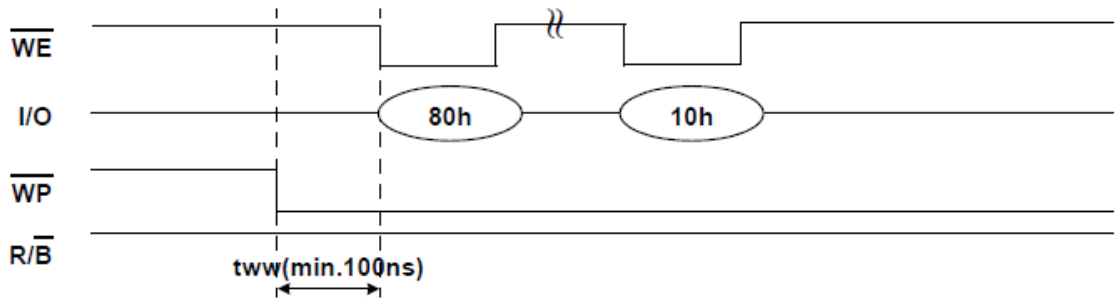 WE
I/O
80h
10h
WP
R/B
tww(min.100ns)